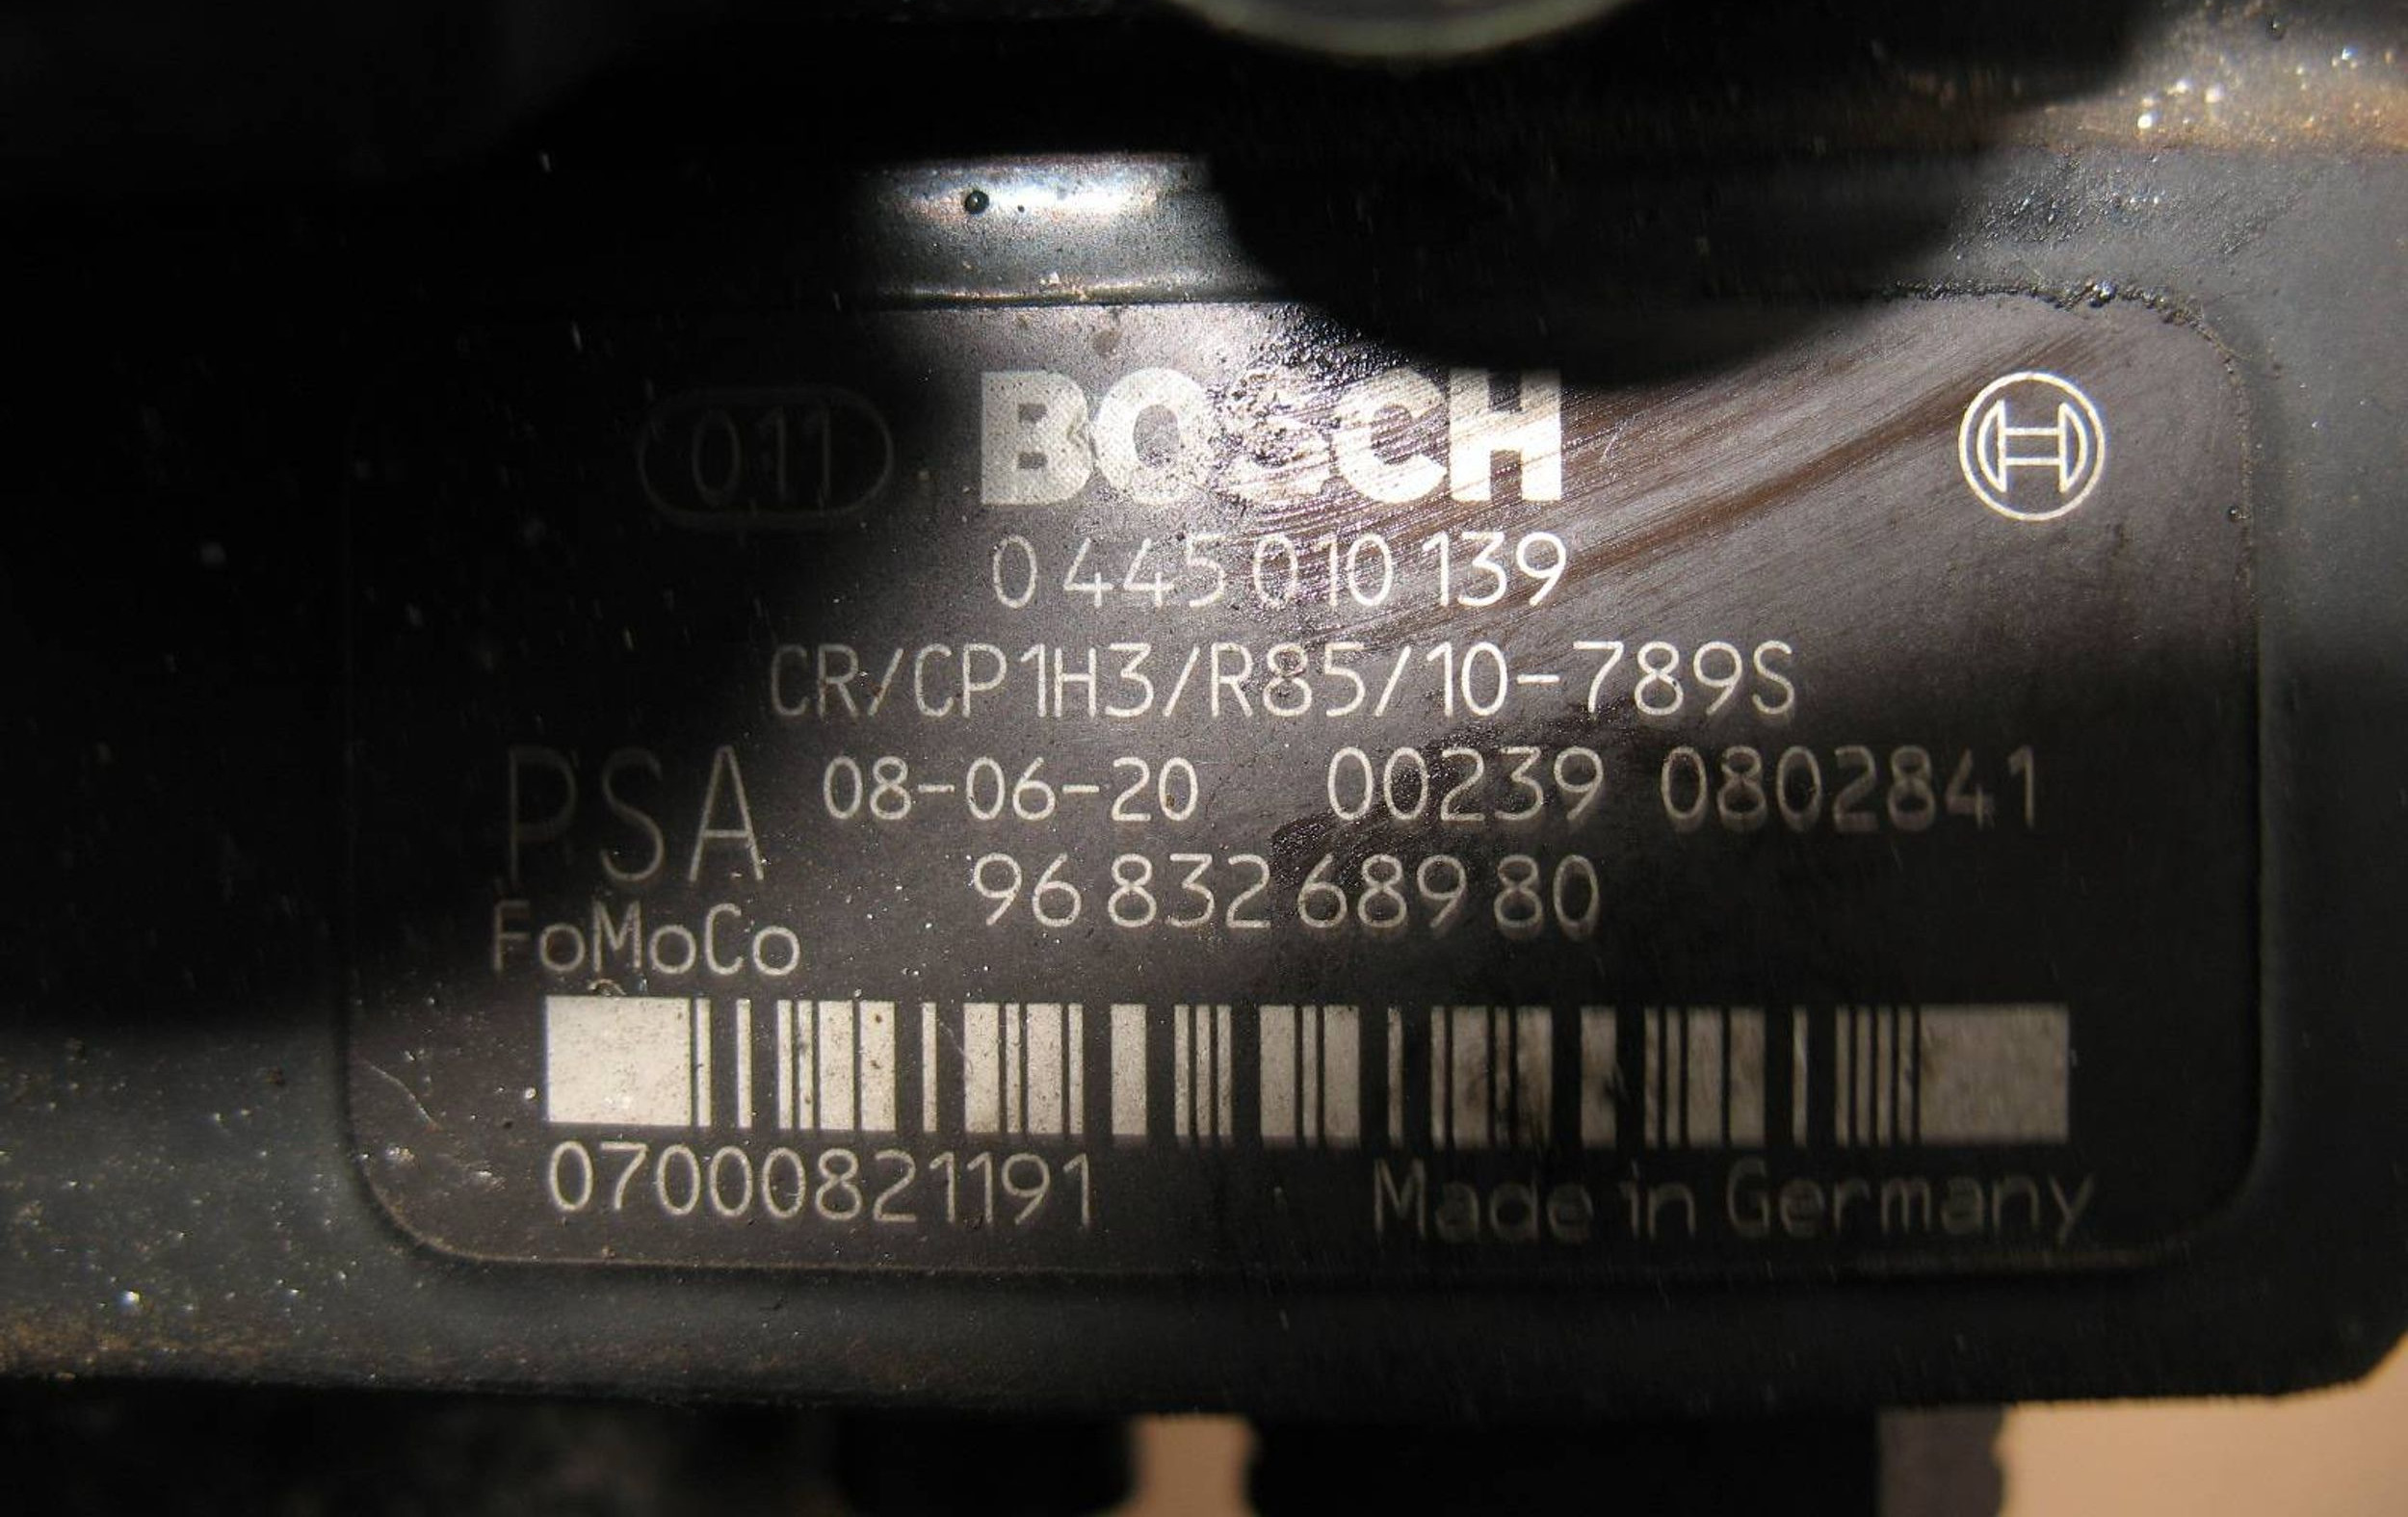 011 BOSCH
0 445 010 139
CR/CP1H3/R85/10-789S
PSA 08-06-20 00239 0802841
96 832 689 80
FoMoCo
07000821191 Made in Germany